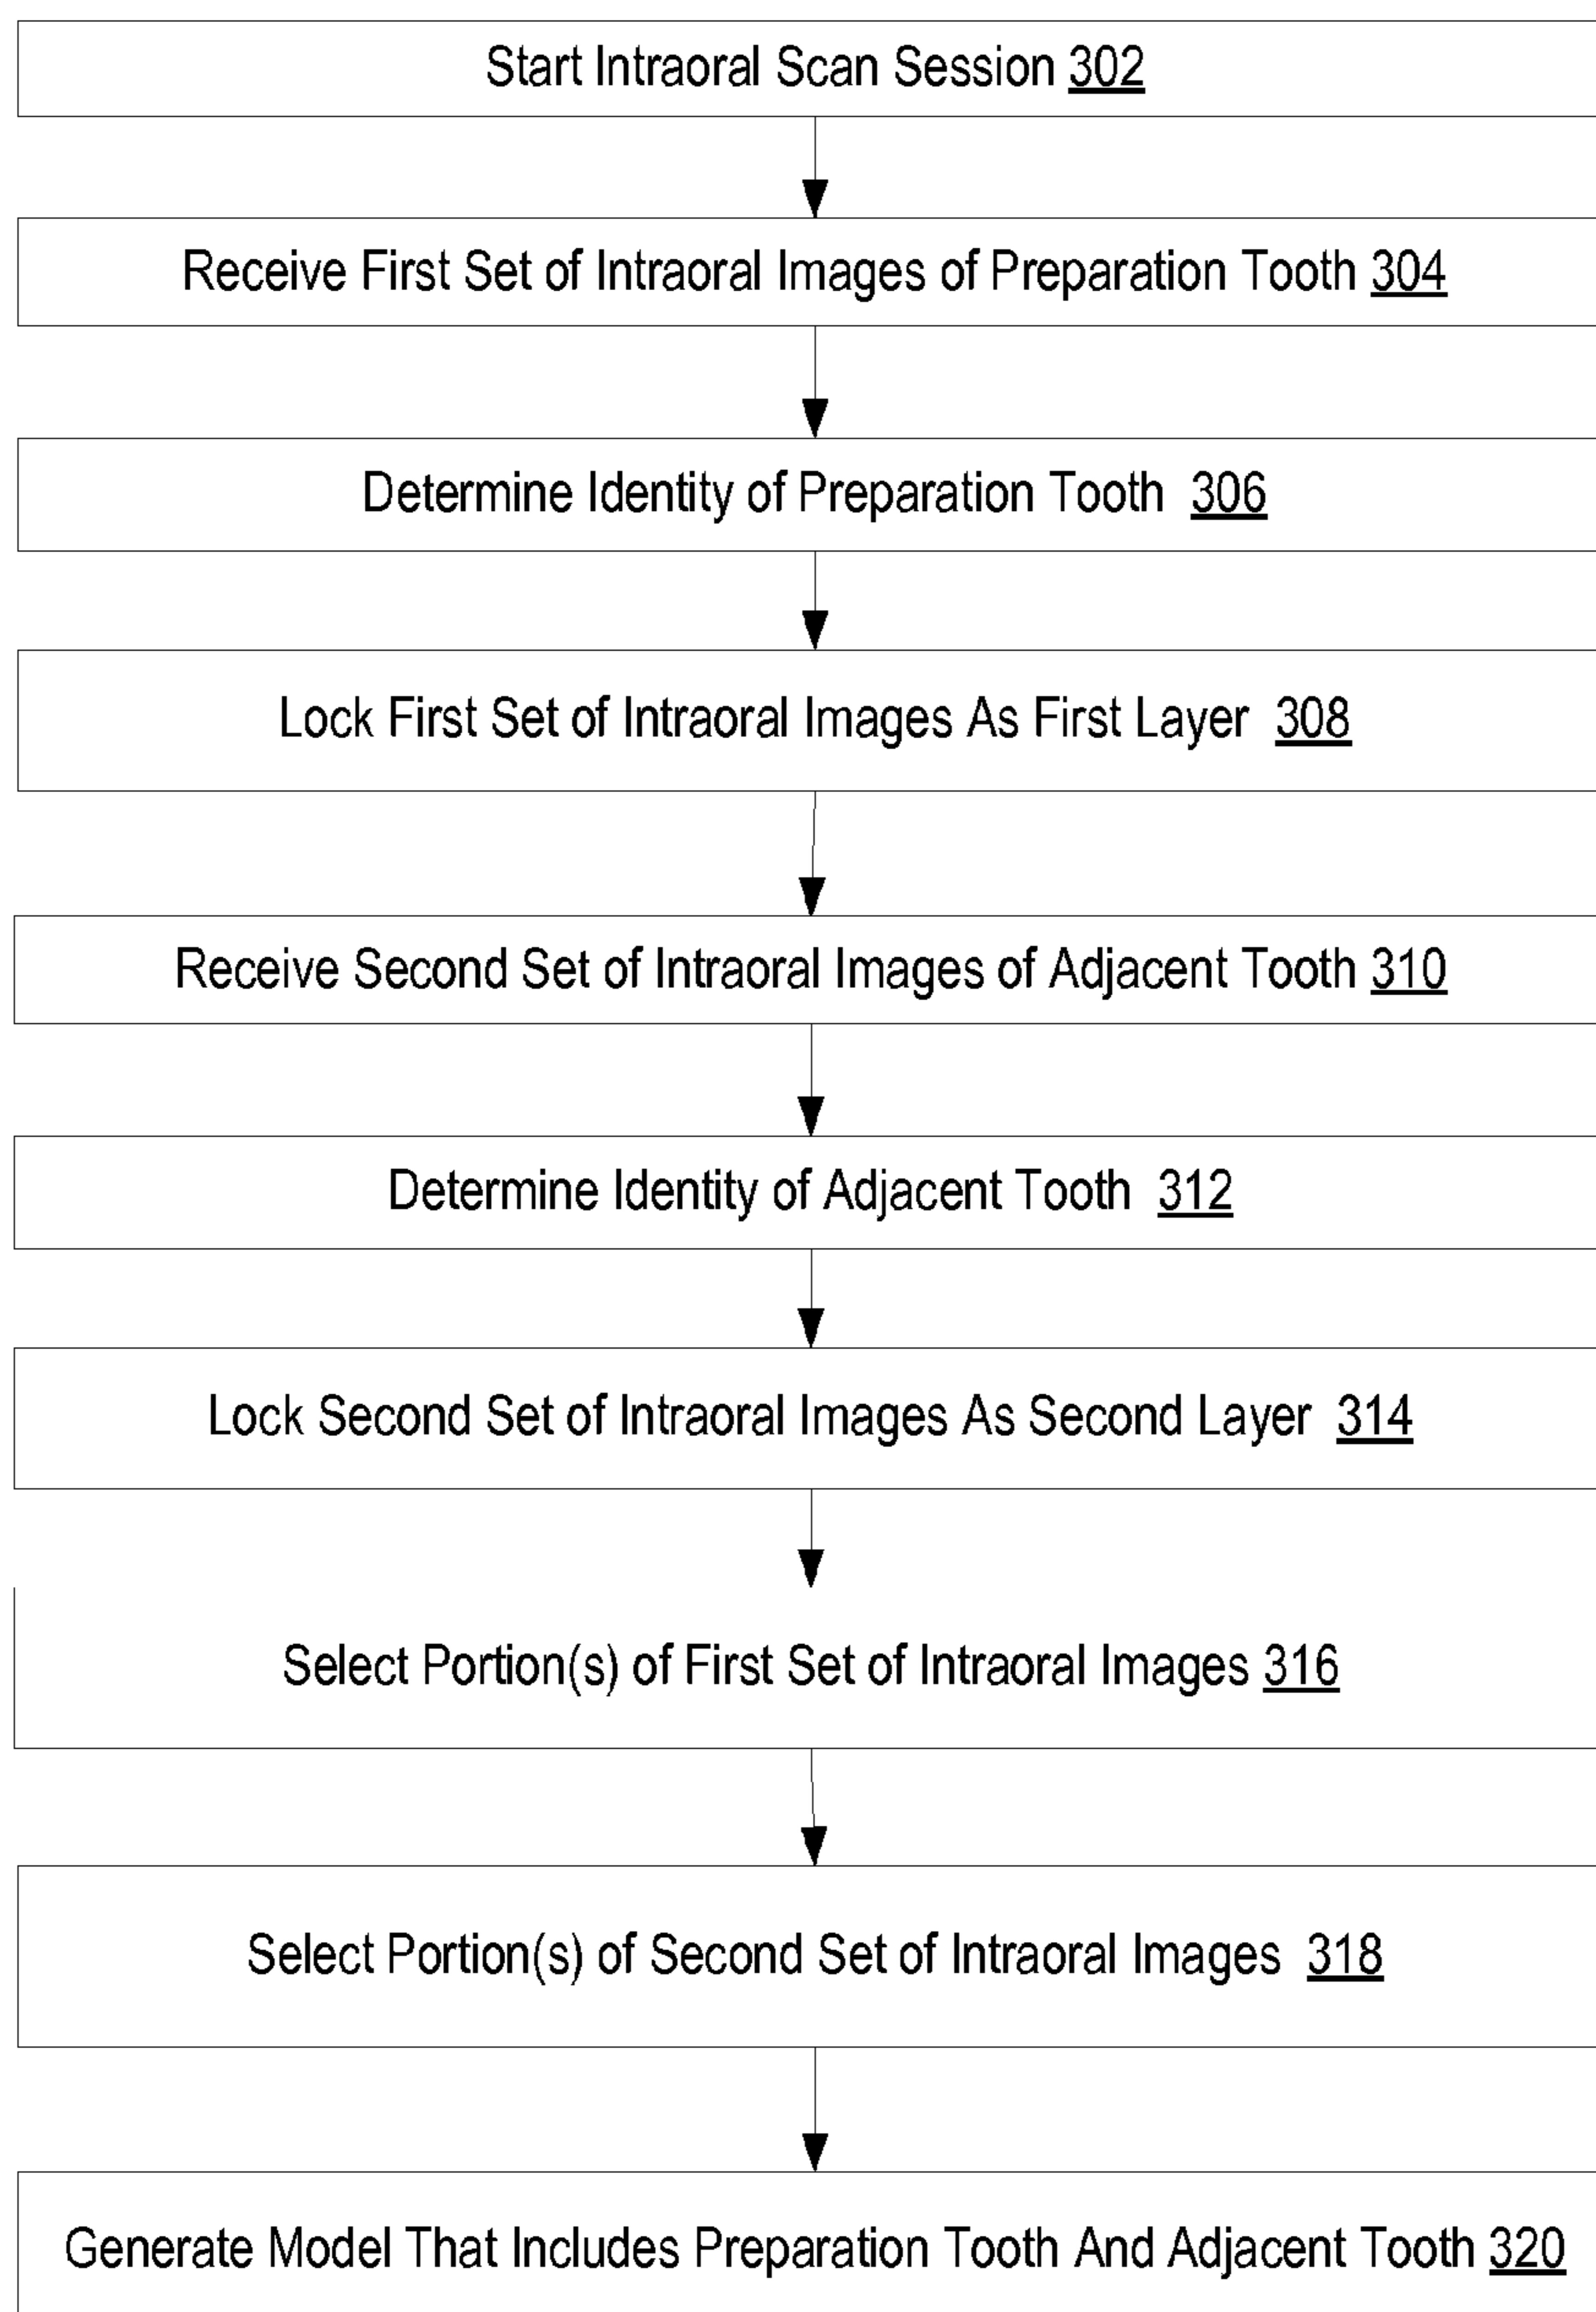 Start Intraoral Scan Session 302
Receive First Set of Intraoral Images of Preparation Tooth 304
Determine Identity of Preparation Tooth 306
Lock First Set of Intraoral Images As First Layer 308
Receive Second Set of Intraoral Images of Adjacent Tooth 310
Determine Identity of Adjacent Tooth 312
Lock Second Set of Intraoral Images As Second Layer 314
Select Portion(s) of First Set of Intraoral Images 316
Select Portion(s) of Second Set of Intraoral Images 318
Generate Model That Includes Preparation Tooth And Adjacent Tooth 320